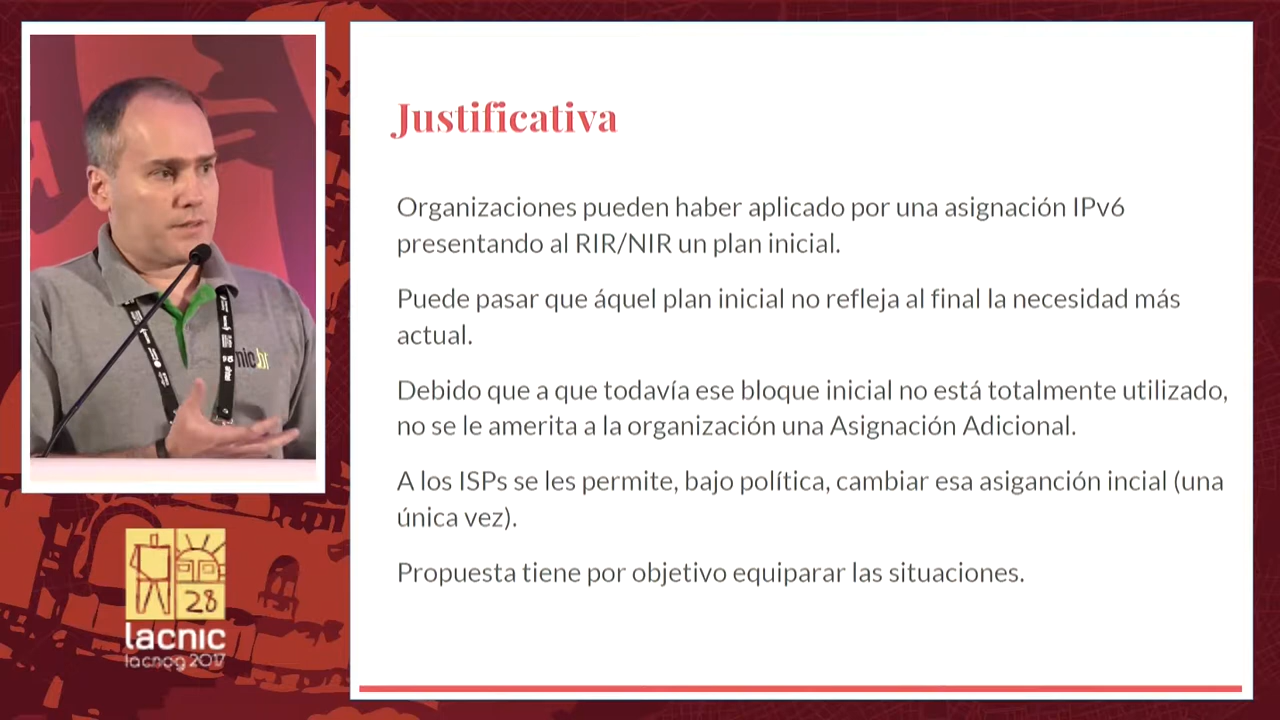 Justificativa
Organizaciones pueden haber aplicado por una asignación IPv6
presentando al RIR/NIR un plan inicial.
Puede pasar que áquel plan inicial no refleja al final la necesidad más
actual.
Debido que a que todavía ese bloque inicial no está totalmente utilizado,
no se le amerita a la organización una Asignación Adicional.
A los ISPs se les permite, bajo política, cambiar esa asiganción incial (una
única vez).
Propuesta tiene por objetivo equiparar las situaciones.
nic.br
28
lacnic
lacnog 2017